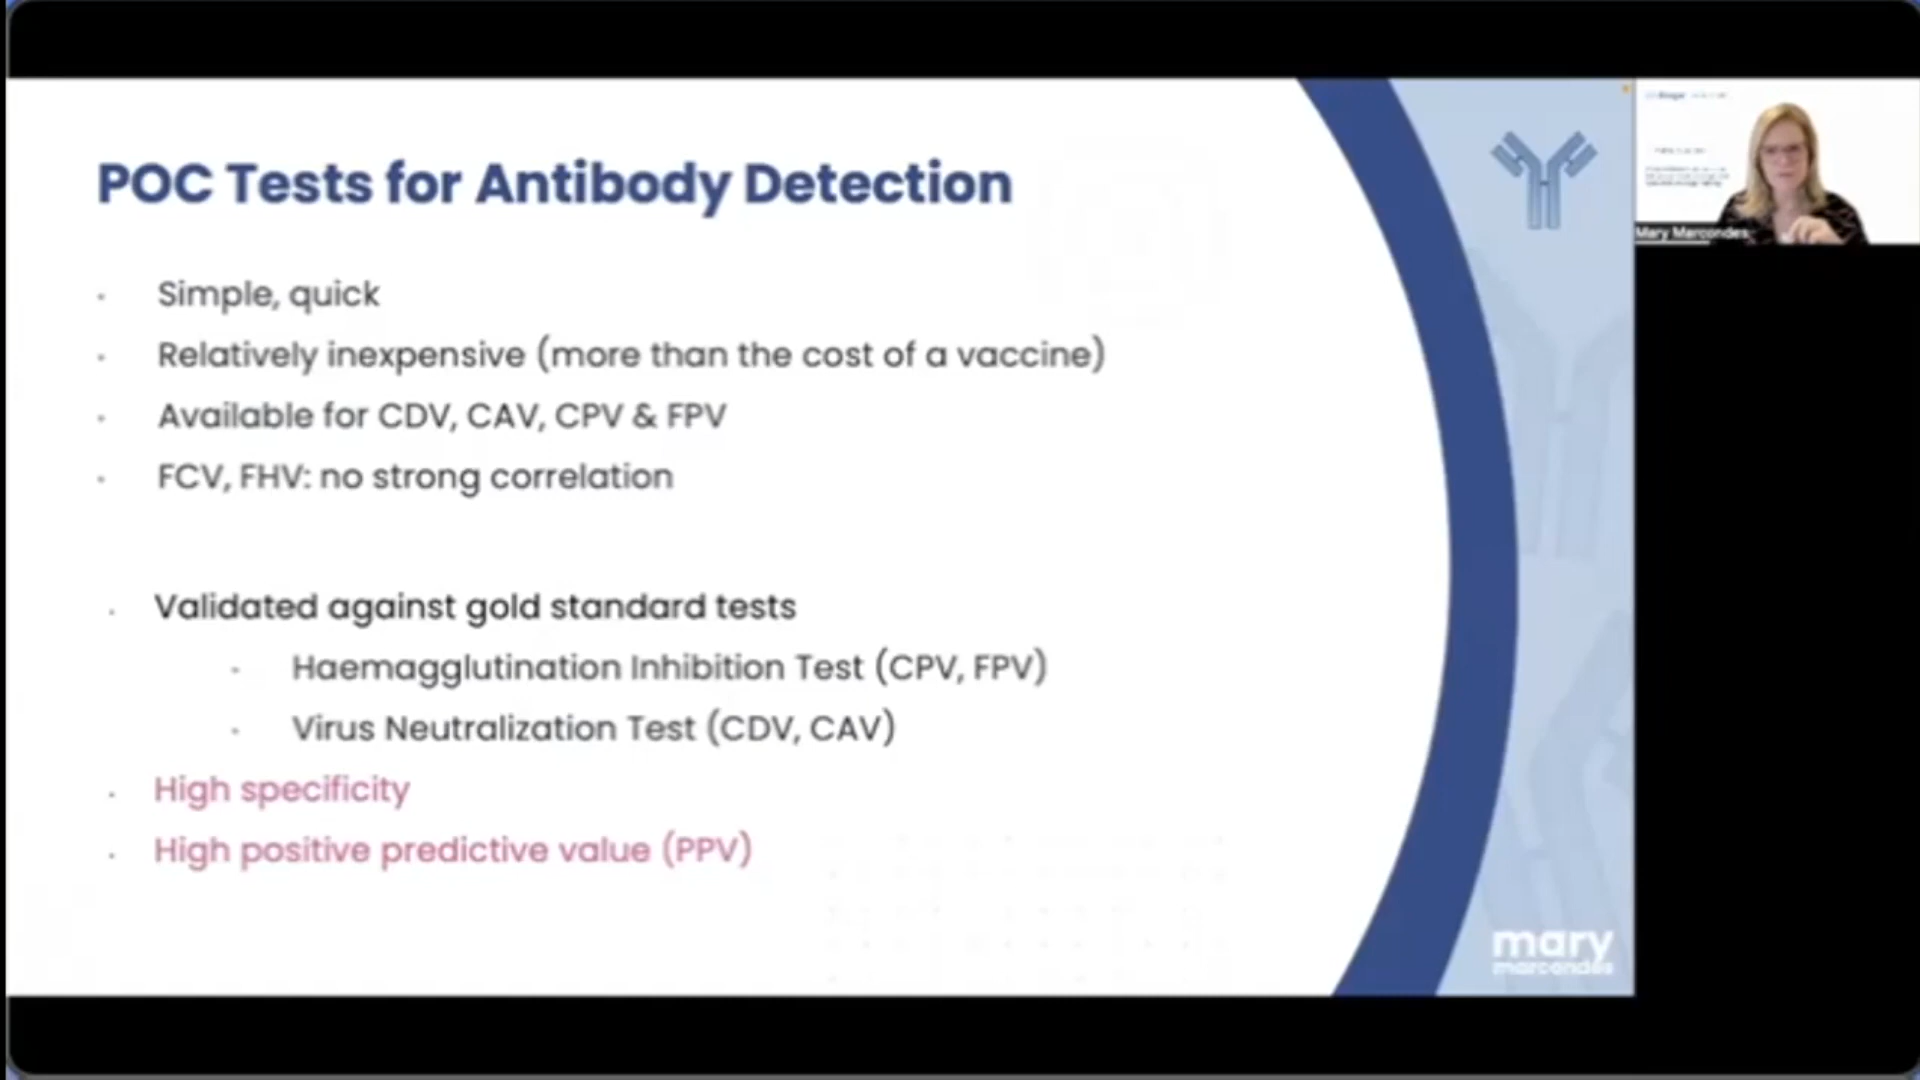 POC Tests for Antibody Detection
Simple, quick
Relatively inexpensive (more than the cost of a vaccine)
Available for CDV, CAV, CPV & FPV
FCV, FHV: no strong correlation
Validated against gold standard tests
Haemagglutination Inhibition Test (CPV, FPV)
Virus Neutralization Test (CDV, CAV)
High specificity
High positive predictive value (PPV)
mary
marcondes
Mary Marcondes